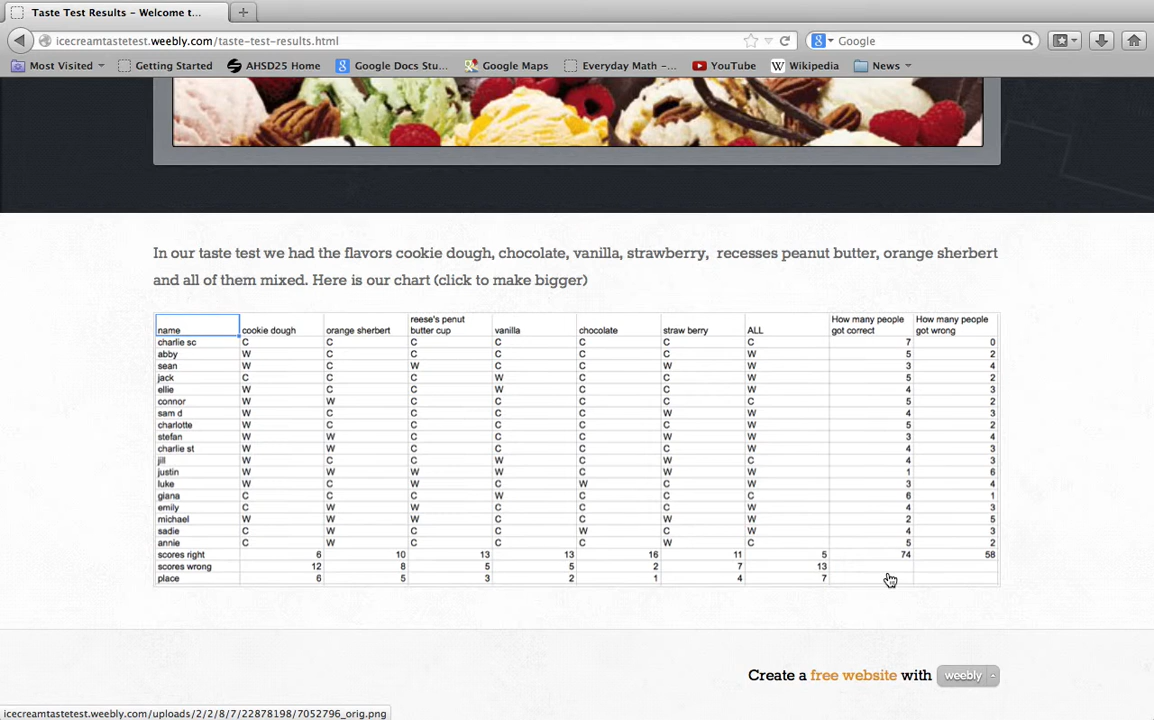 Taste Test Results – Welcome t...
icecreamtastetest.weebly.com/taste-test-results.html
Google
Most Visited Getting Started AHSD25 Home Google Docs Stu... Google Maps Everyday Math –... YouTube Wikipedia News
In our taste test we had the flavors cookie dough, chocolate, vanilla, strawberry, recesses peanut butter, orange sherbert
and all of them mixed. Here is our chart (click to make bigger)
name cookie dough orange sherbert reese's penut butter cup vanilla chocolate straw berry ALL How many people got correct How many people got wrong
charlie sc C C C C C C C 7 0
abby W C C C C C W 5 2
sean W C W C C W W 3 4
jack C C C W C C W 5 2
ellie W C C W C C W 4 3
connor W W C C C C C 5 2
sam d W C C C C W W 4 3
charlotte W C C C C C W 5 2
stefan W W C C C W W 3 4
charlie st W W C C C C W 4 3
jill W C W W C C C 4 3
justin W W W W C W W 1 6
luke W W C C W C W 3 4
giana C C C W C C C 6 1
emily C W C C C W W 4 3
michael W W W C C W W 2 5
sadie C W C C W C W 4 3
annie C W C C C W C 5 2
scores right 6 10 13 13 16 11 5 74 58
scores wrong 12 8 5 5 2 7 13
place 6 5 3 2 1 4 7
Create a free website with weebly
icecreamtastetest.weebly.com/uploads/2/2/8/7/22878198/7052796_orig.png